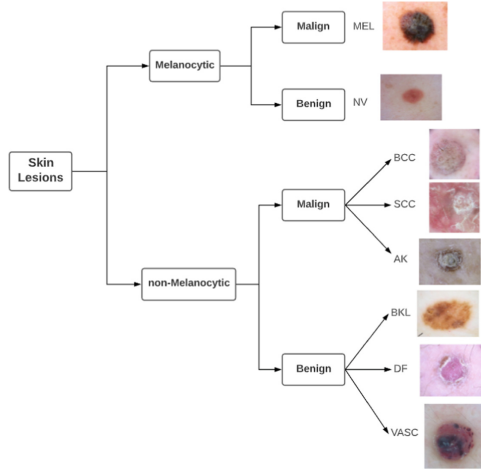 Skin
Lesions
Melanocytic
Malign
MEL
Benign
NV
non-Melanocytic
Malign
BCC
SCC
AK
Benign
BKL
DF
VASC